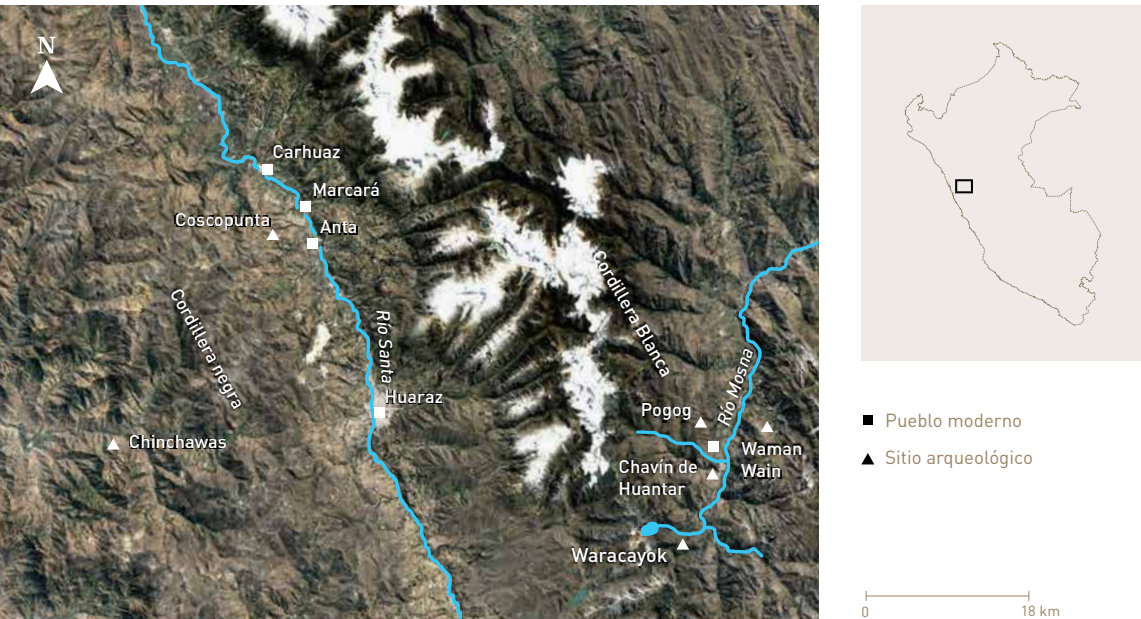 N
Carhuaz
Marcará
Coscopunta
Anta
Cordillera Blanca
Cordillera negra
Río Santa
Río Mosna
Huaraz
Pogog
Chinchawas
Waman
Wain
Chavín de
Huantar
Waracayok
Pueblo moderno
Sitio arqueológico
0
18 km